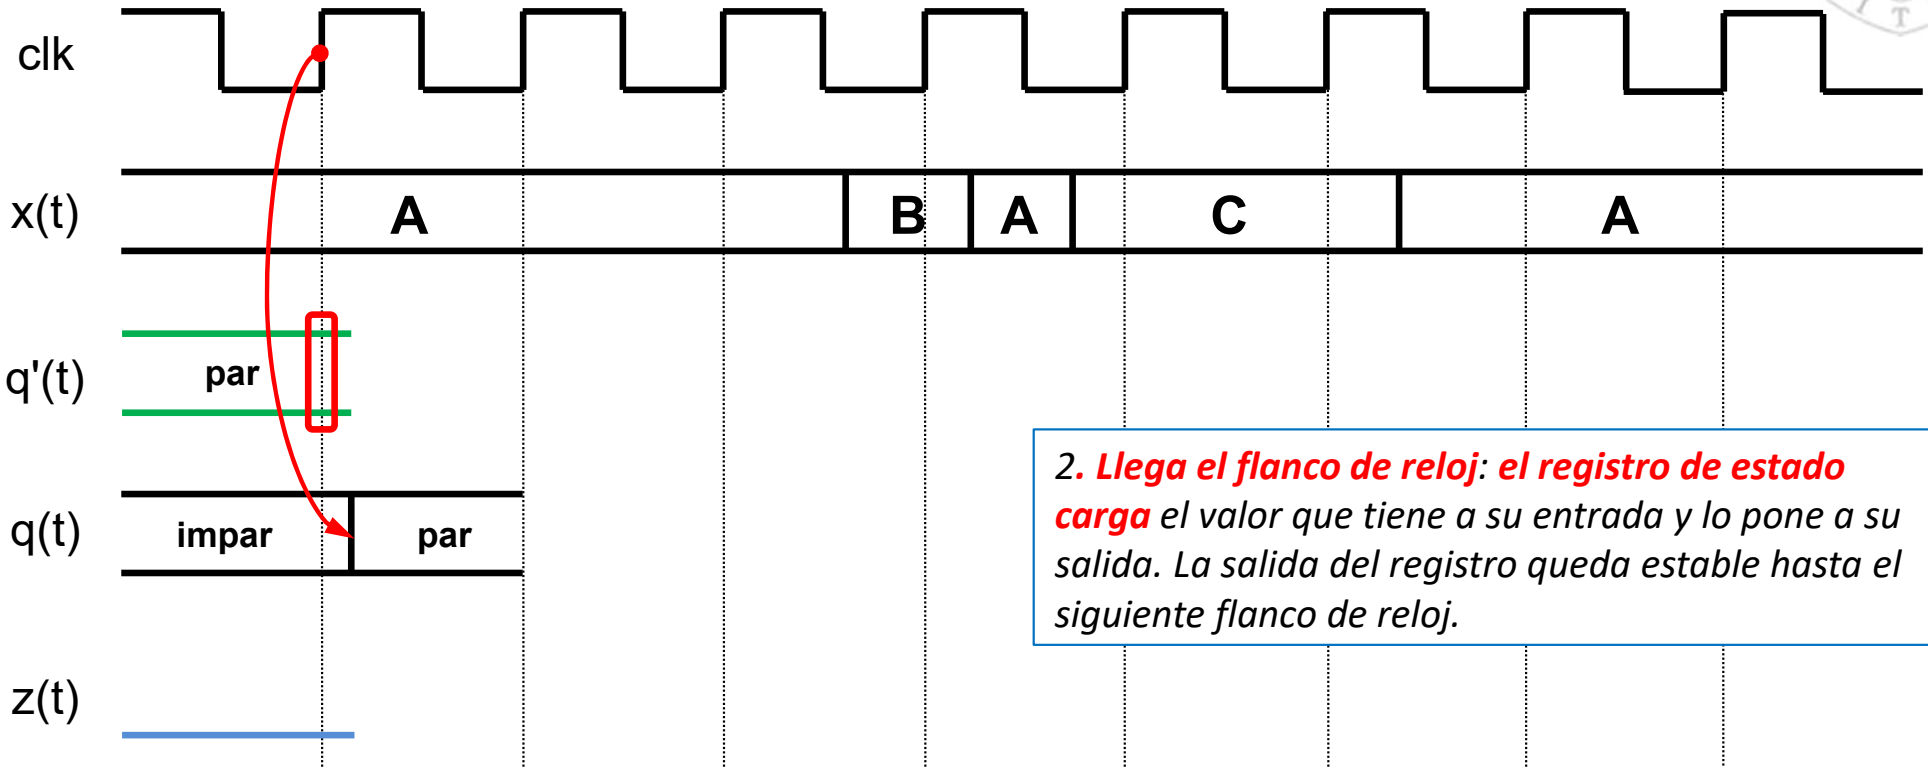 clk
x(t)
A B A C A
q'(t)
par
q(t)
impar par
z(t)
2. Llega el flanco de reloj: el registro de estado
carga el valor que tiene a su entrada y lo pone a su
salida. La salida del registro queda estable hasta el
siguiente flanco de reloj.